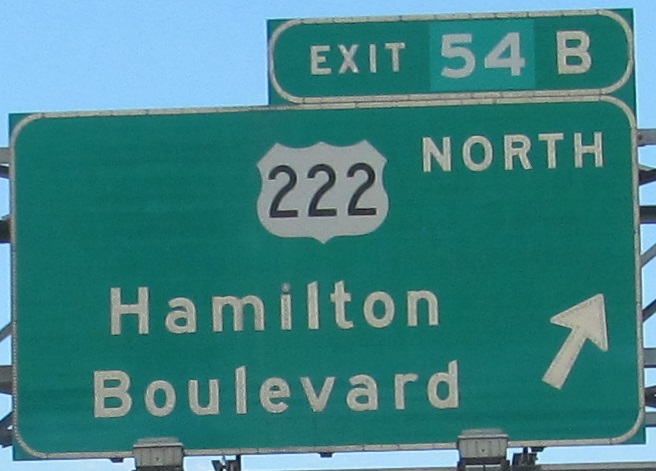 EXIT 54 B
222 NORTH
Hamilton
Boulevard